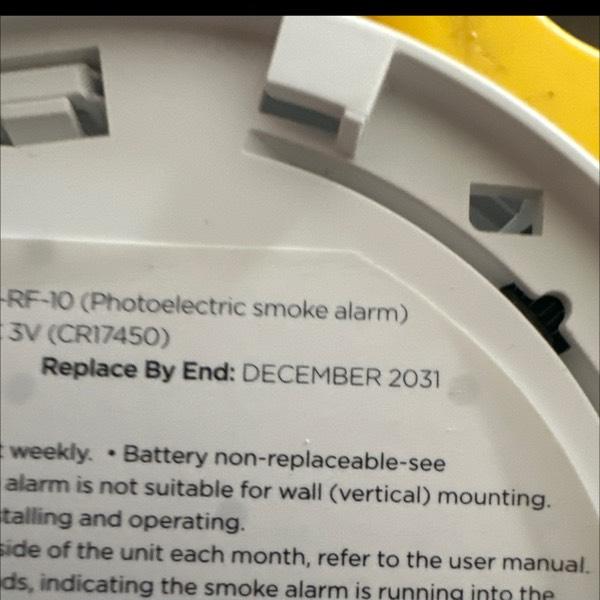 -RF-10 (Photoelectric smoke alarm)
: 3V (CR17450)
Replace By End: DECEMBER 2031
weekly. • Battery non-replaceable-see
alarm is not suitable for wall (vertical) mounting.
talling and operating.
side of the unit each month, refer to the user manual.
ds, indicating the smoke alarm is running into the